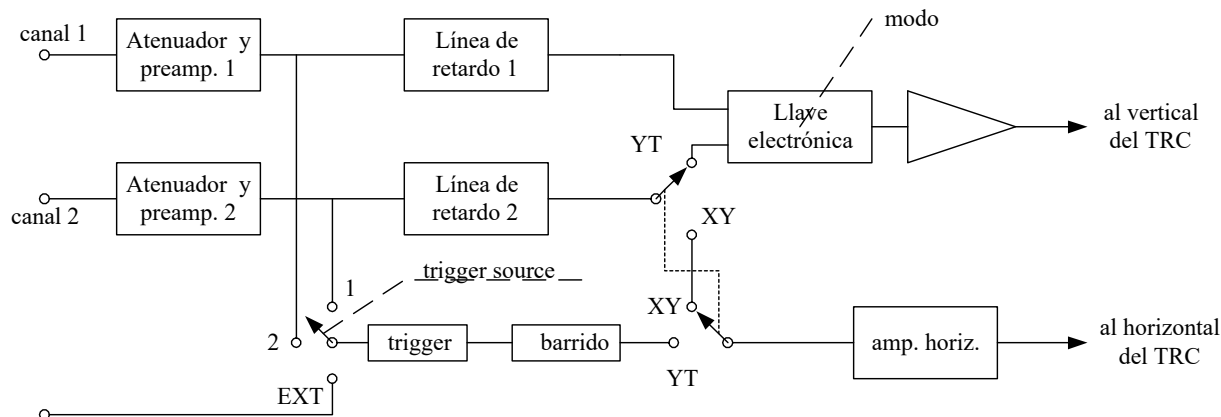 canal 1
Atenuador y
preamp. 1
Línea de
retardo 1
modo
Llave
electrónica
al vertical
del TRC
YT
canal 2
Atenuador y
preamp. 2
Línea de
retardo 2
XY
trigger source
1
XY
2
trigger
barrido
YT
amp. horiz.
al horizontal
del TRC
EXT